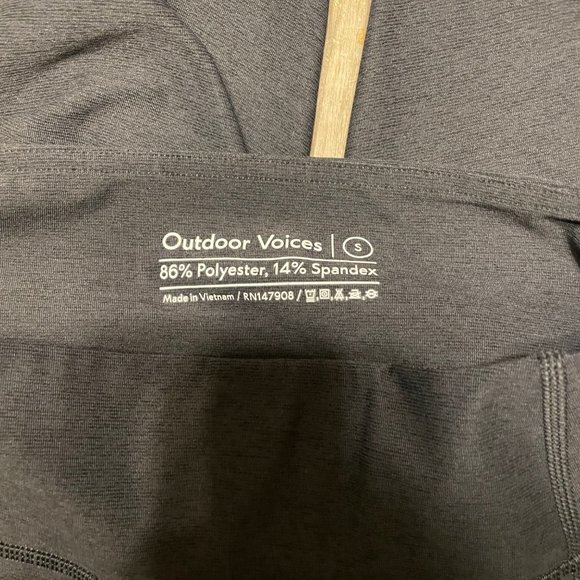 Outdoor Voices | S
86% Polyester, 14% Spandex
Made in Vietnam / RN147908 /